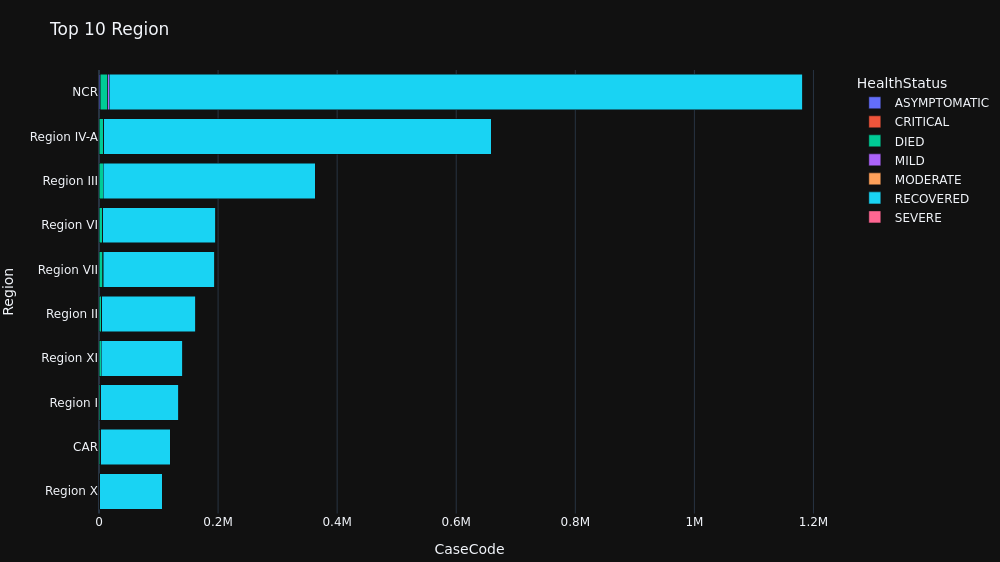 Top 10 Region
NCR
Region IV-A
Region III
Region VI
Region VII
Region II
Region XI
Region I
CAR
Region X
Region
0
0.2M
0.4M
0.6M
0.8M
1M
1.2M
CaseCode
HealthStatus
ASYMPTOMATIC
CRITICAL
DIED
MILD
MODERATE
RECOVERED
SEVERE